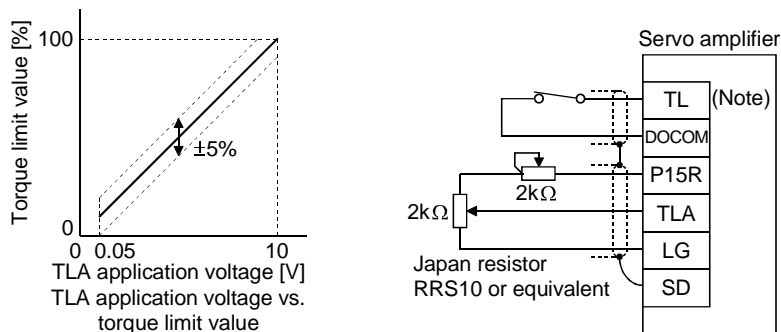 Torque limit value [%]
100
±5%
0
0
0.05
10
TLA application voltage [V]
TLA application voltage vs.
torque limit value
Servo amplifier
TL
(Note)
DOCOM
P15R
2kΩ
2kΩ
TLA
LG
Japan resistor
RRS10 or equivalent
SD